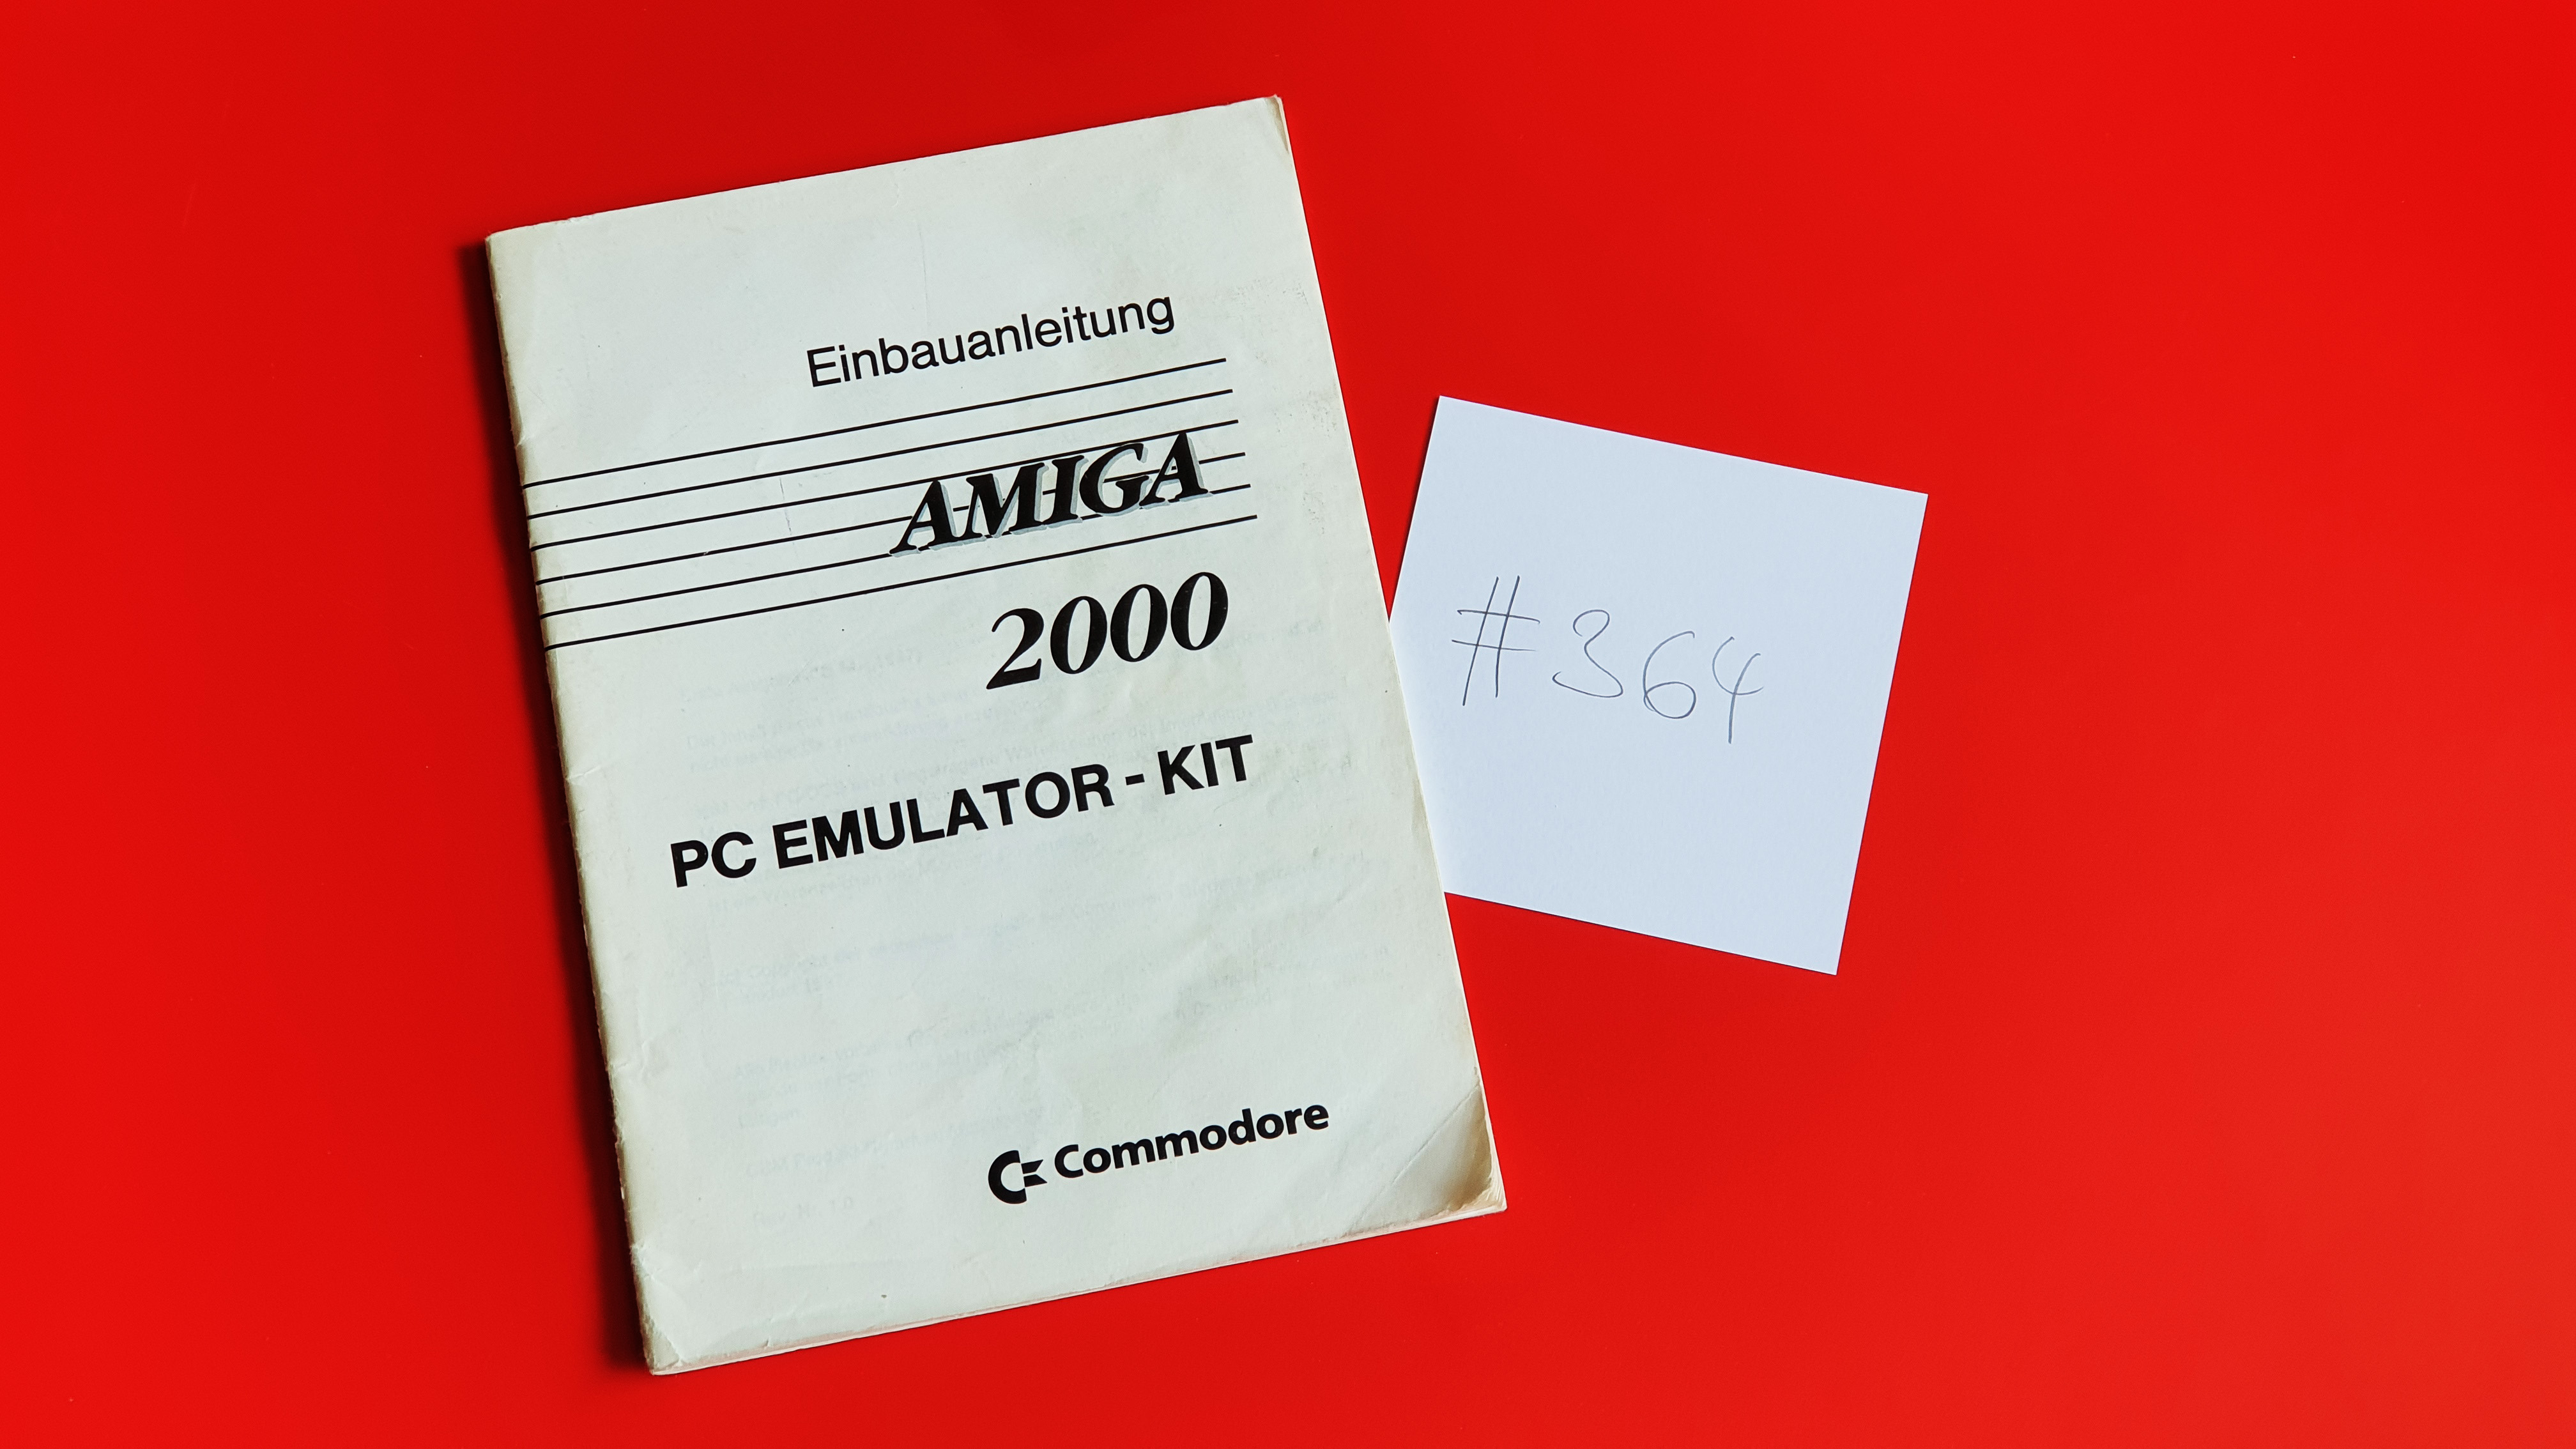 Einbauanleitung
AMIGA
2000
PC EMULATOR - KIT
Commodore
#364